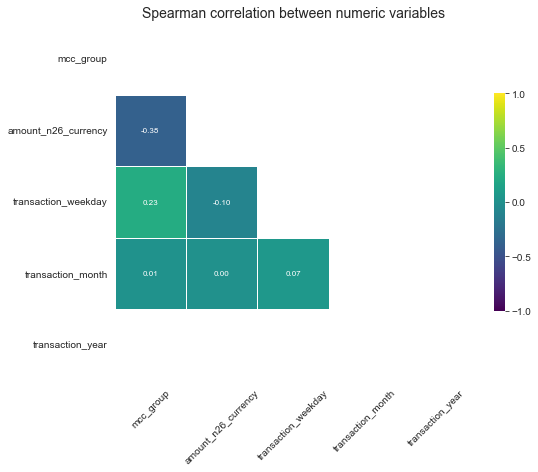 Spearman correlation between numeric variables
mcc_group
amount_n26_currency
transaction_weekday
transaction_month
transaction_year
-0.38
0.23 -0.10
0.01 0.00 0.07
mcc_group
amount_n26_currency
transaction_weekday
transaction_month
transaction_year
1.0
0.5
0.0
−0.5
−1.0